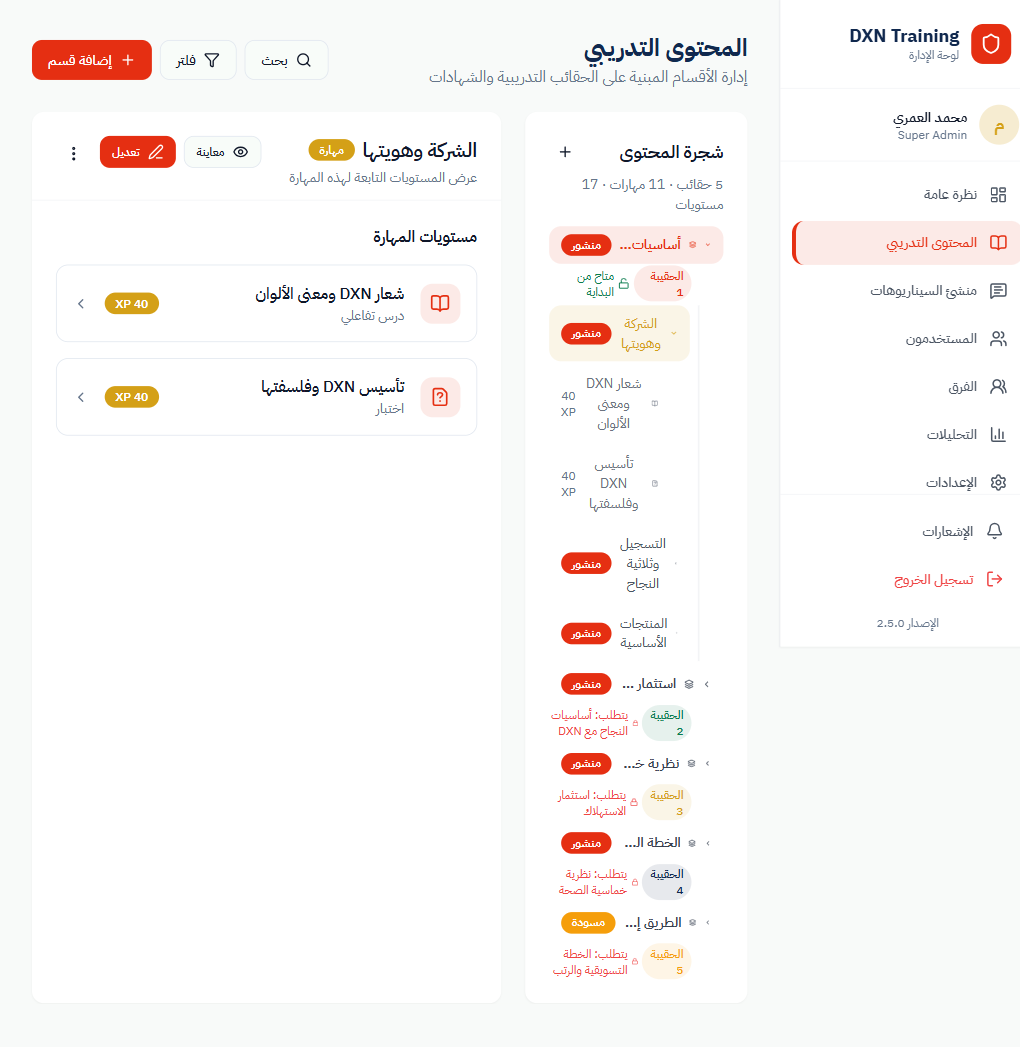 DXN Training
لوحة الإدارة
محمد العمري
Super Admin
م
نظرة عامة
المحتوى التدريبي
منشئ السيناريوهات
المستخدمون
الفرق
التحليلات
الإعدادات
الإشعارات
تسجيل الخروج
الإصدار 2.5.0
المحتوى التدريبي
إدارة الأقسام المبنية على الحقائب التدريبية والشهادات
بحث
فلتر
إضافة قسم
شجرة المحتوى
5 حقائب · 11 مهارات · 17
مستويات
أساسيات...
منشور
الحقيبة
1
متاح من
البداية
الشركة
وهويتها
منشور
شعار DXN
ومعنى
الألوان
40
XP
تأسيس
DXN
وفلسفتها
40
XP
التسجيل
وثلاثية
النجاح
منشور
المنتجات
الأساسية
منشور
استثمار ...
منشور
الحقيبة
2
يتطلب: أساسيات
النجاح مع DXN
نظرية خـ...
منشور
الحقيبة
3
يتطلب: استثمار
الاستهلاك
الخطة الـ...
منشور
الحقيبة
4
يتطلب: نظرية
خماسية الصحة
الطريق إ...
مسودة
الحقيبة
5
يتطلب: الخطة
التسويقية والرتب
الشركة وهويتها
مهارة
معاينة
تعديل
عرض المستويات التابعة لهذه المهارة
مستويات المهارة
شعار DXN ومعنى الألوان
درس تفاعلي
40 XP
تأسيس DXN وفلسفتها
اختبار
40 XP